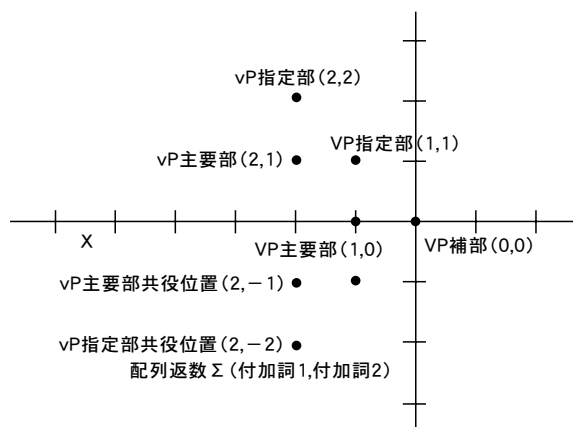 vP指定部(2,2)
VP指定部(1,1)
vP主要部(2,1)
X
VP主要部(1,0)
VP補部(0,0)
vP主要部共役位置(2,−1)
vP指定部共役位置(2,−2)
配列返数Σ(付加詞1,付加詞2)